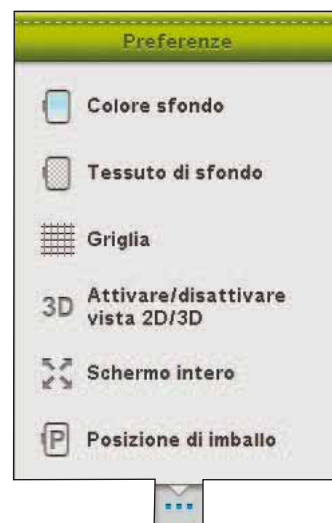 Preferenze
Colore sfondo
Tessuto di sfondo
Griglia
3D Attivare/disattivare
vista 2D/3D
Schermo intero
P Posizione di imballo